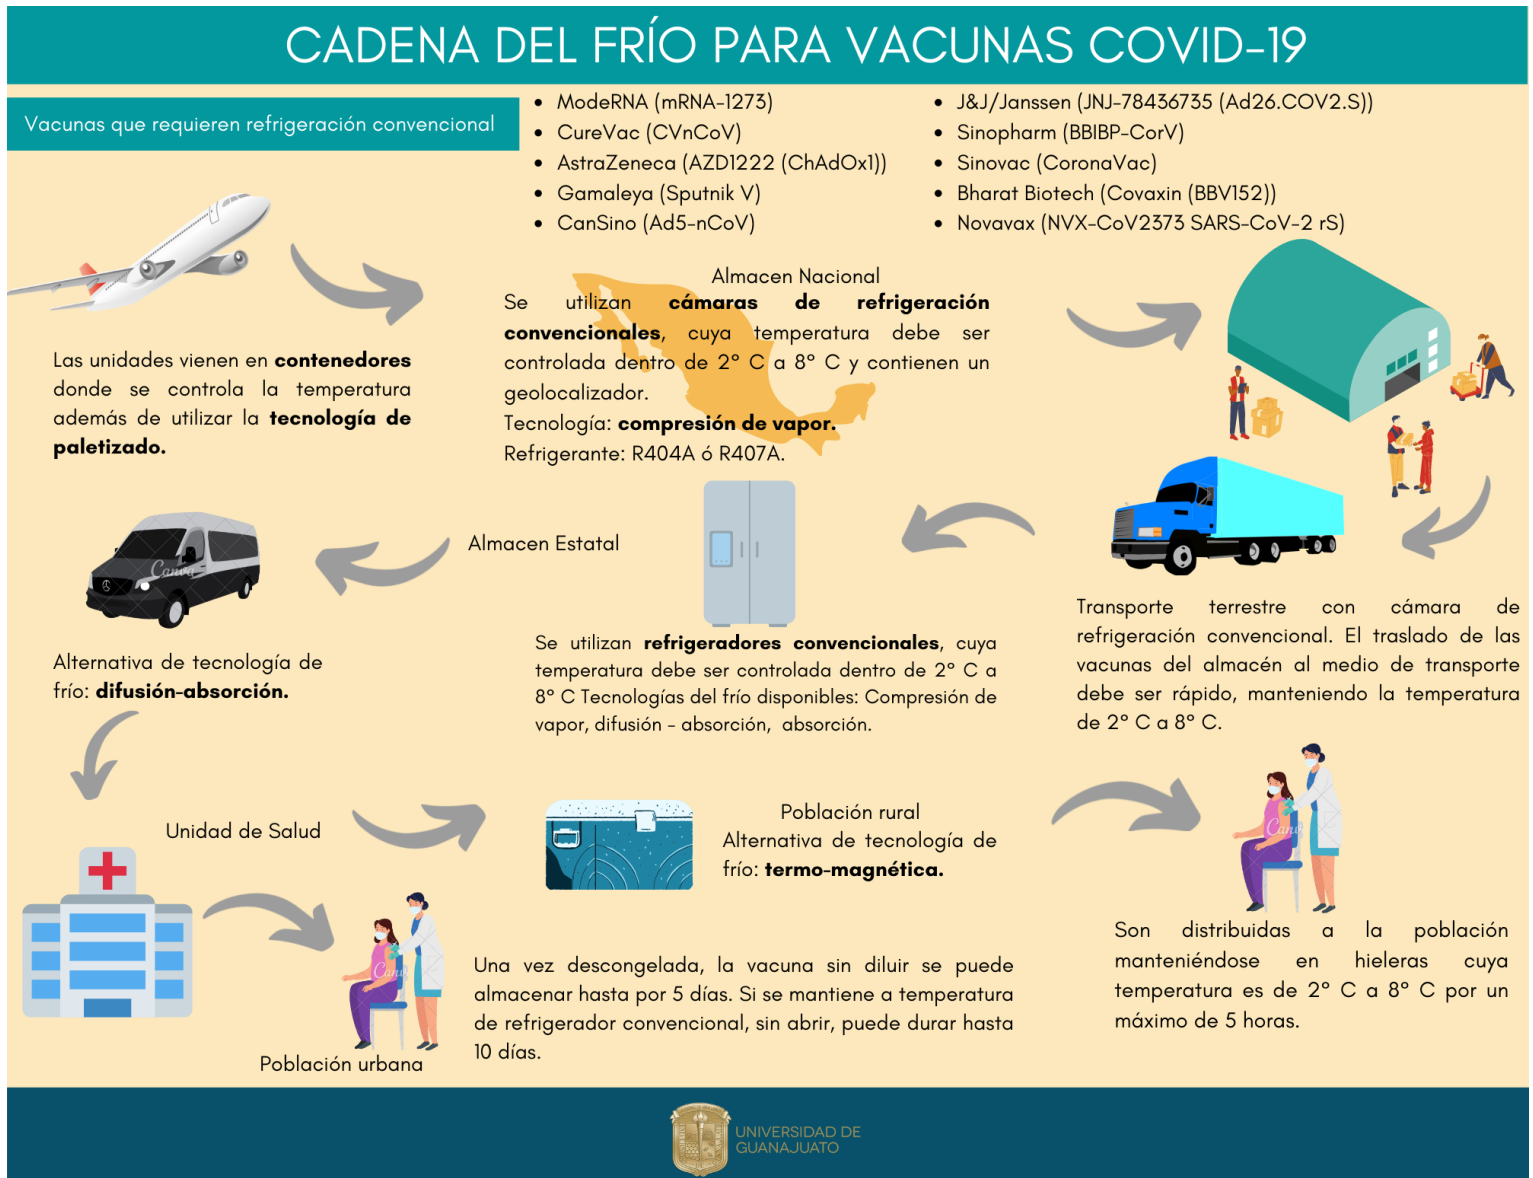 CADENA DEL FRÍO PARA VACUNAS COVID-19
Vacunas que requieren refrigeración convencional
• ModeRNA (mRNA-1273)
• CureVac (CVnCoV)
• AstraZeneca (AZD1222 (ChAdOx1))
• Gamaleya (Sputnik V)
• CanSino (Ad5-nCoV)
• J&J/Janssen (JNJ-78436735 (Ad26.COV2.S))
• Sinopharm (BBIBP-CorV)
• Sinovac (CoronaVac)
• Bharat Biotech (Covaxin (BBV152))
• Novavax (NVX-CoV2373 SARS-CoV-2 rS)
Las unidades vienen en contenedores
donde se controla la temperatura
además de utilizar la tecnología de
paletizado.
Almacen Nacional
Se utilizan cámaras de refrigeración
convencionales, cuya temperatura debe ser
controlada dentro de 2° C a 8° C y contienen un
geolocalizador.
Tecnología: compresión de vapor.
Refrigerante: R404A ó R407A.
Transporte terrestre con cámara de
refrigeración convencional. El traslado de las
vacunas del almacén al medio de transporte
debe ser rápido, manteniendo la temperatura
de 2° C a 8° C.
Almacen Estatal
Se utilizan refrigeradores convencionales, cuya
temperatura debe ser controlada dentro de 2° C a
8° C Tecnologías del frío disponibles: Compresión de
vapor, difusión - absorción, absorción.
Canva
Alternativa de tecnología de
frío: difusión-absorción.
Unidad de Salud
Población rural
Alternativa de tecnología de
frío: termo-magnética.
Canv
Son distribuidas a la población
manteniéndose en hieleras cuya
temperatura es de 2° C a 8° C por un
máximo de 5 horas.
Canv
Población urbana
Una vez descongelada, la vacuna sin diluir se puede
almacenar hasta por 5 días. Si se mantiene a temperatura
de refrigerador convencional, sin abrir, puede durar hasta
10 días.
UNIVERSIDAD DE
GUANAJUATO